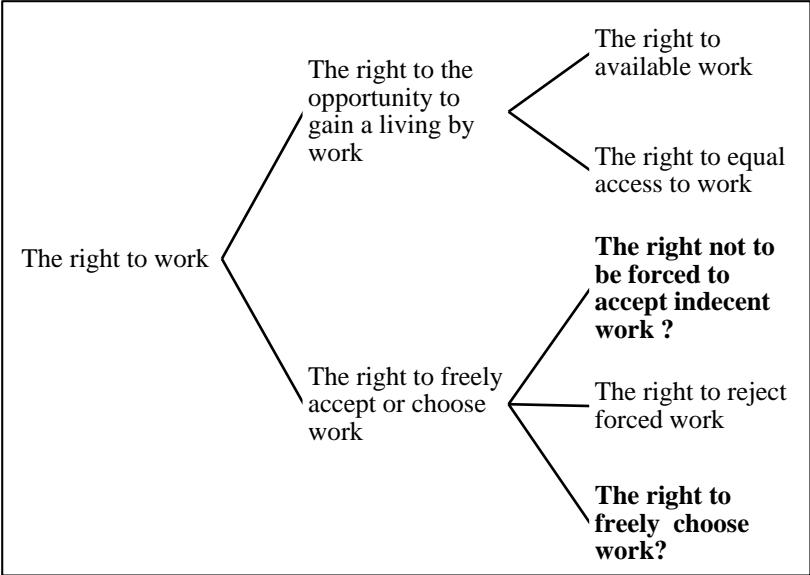 The right to work
The right to the
opportunity to
gain a living by
work
The right to
available work
The right to equal
access to work
The right to freely
accept or choose
work
The right not to
be forced to
accept indecent
work ?
The right to reject
forced work
The right to
freely  choose
work?